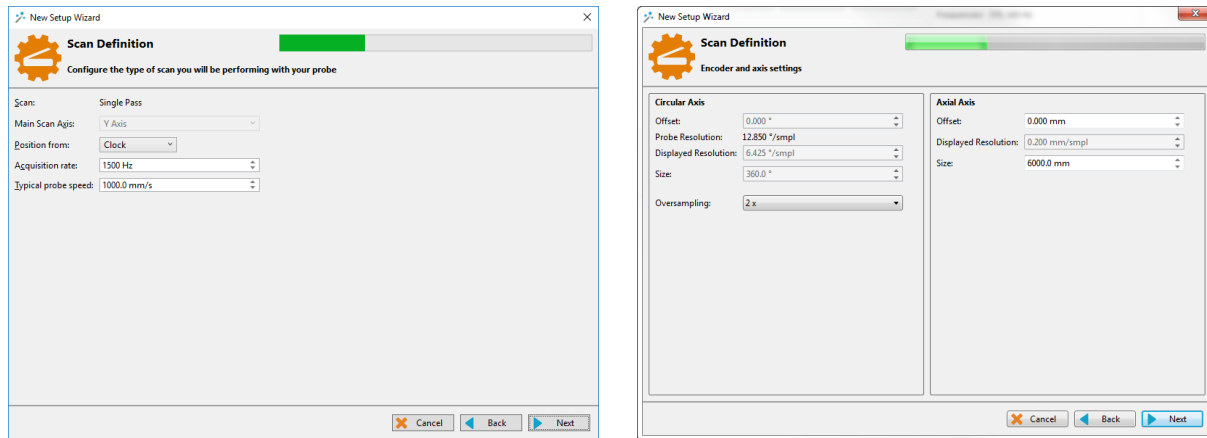 New Setup Wizard
Scan Definition
Configure the type of scan you will be performing with your probe
Scan: Single Pass
Main Scan Axis: Y Axis
Position from: Clock
Acquisition rate: 1500 Hz
Typical probe speed: 1000.0 mm/s
Cancel Back Next
New Setup Wizard
Scan Definition
Encoder and axis settings
Circular Axis
Offset: 0.000 °
Probe Resolution: 12.850 °/smpl
Displayed Resolution: 6.425 °/smpl
Size: 360.0 °
Oversampling: 2 x
Axial Axis
Offset: 0.000 mm
Displayed Resolution: 0.200 mm/smpl
Size: 6000.0 mm
Cancel Back Next